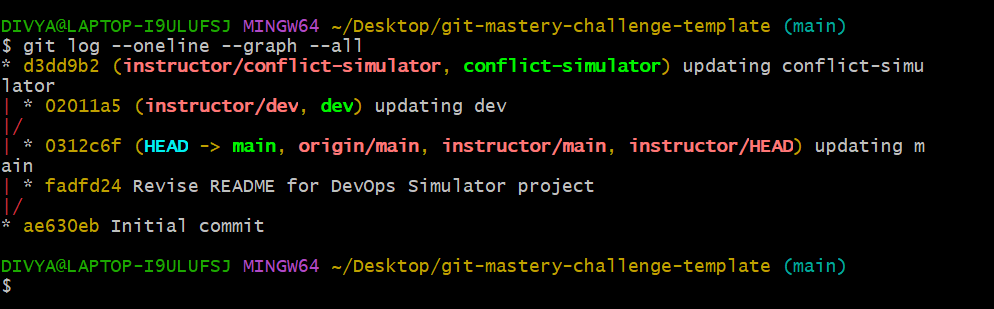 DIVYA@LAPTOP-I9ULUFSJ MINGW64 ~/Desktop/git-mastery-challenge-template (main)
$ git log --oneline --graph --all
* d3dd9b2 (instructor/conflict-simulator, conflict-simulator) updating conflict-simu
lator
| * 02011a5 (instructor/dev, dev) updating dev
|/
| * 0312c6f (HEAD -> main, origin/main, instructor/main, instructor/HEAD) updating m
ain
| * fadfd24 Revise README for DevOps Simulator project
|/
* ae630eb Initial commit
DIVYA@LAPTOP-I9ULUFSJ MINGW64 ~/Desktop/git-mastery-challenge-template (main)
$